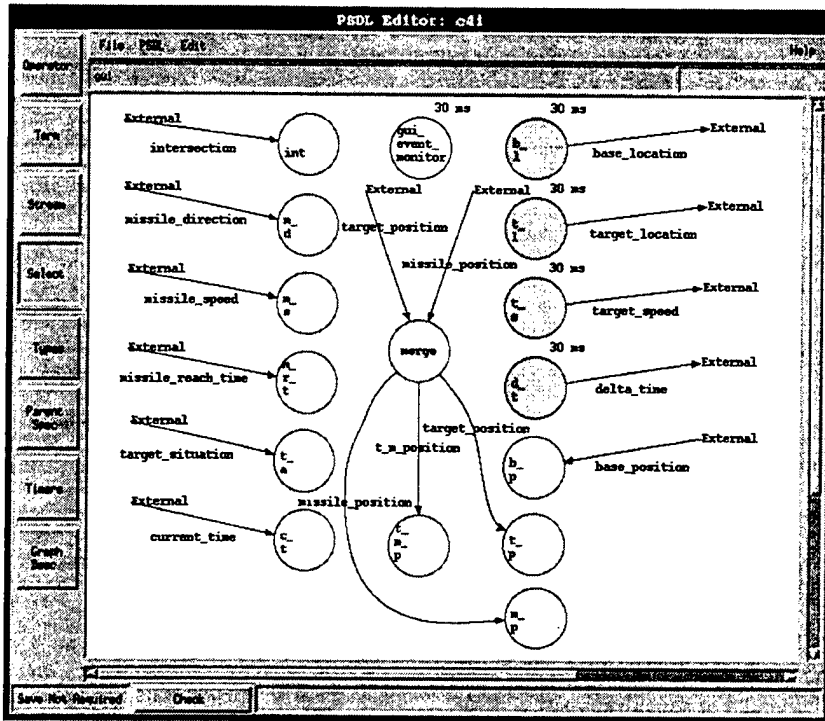 PSDL Editor: c4i
File PSDL Edit Help
gui
Operator
Term
Stream
Select
Types
Parent
Spec
Timers
Graph
Desc
External
intersection
int
30 ms
gui_
event_
monitor
30 ms
b_
l
External
base_location
External
missile_direction
m_
d
External
target_position
External
missile_position
30 ms
t_
l
External
target_location
External
missile_speed
m_
s
30 ms
t_
s
External
target_speed
External
missile_reach_time
m_
r_
t
merge
30 ms
d_
t
External
delta_time
External
target_situation
t_
s
missile_position
t_m_position
target_position
b_
p
External
base_position
External
current_time
c_
t
t_
m_
p
t_
p
m_
p
Save Not Required
Check